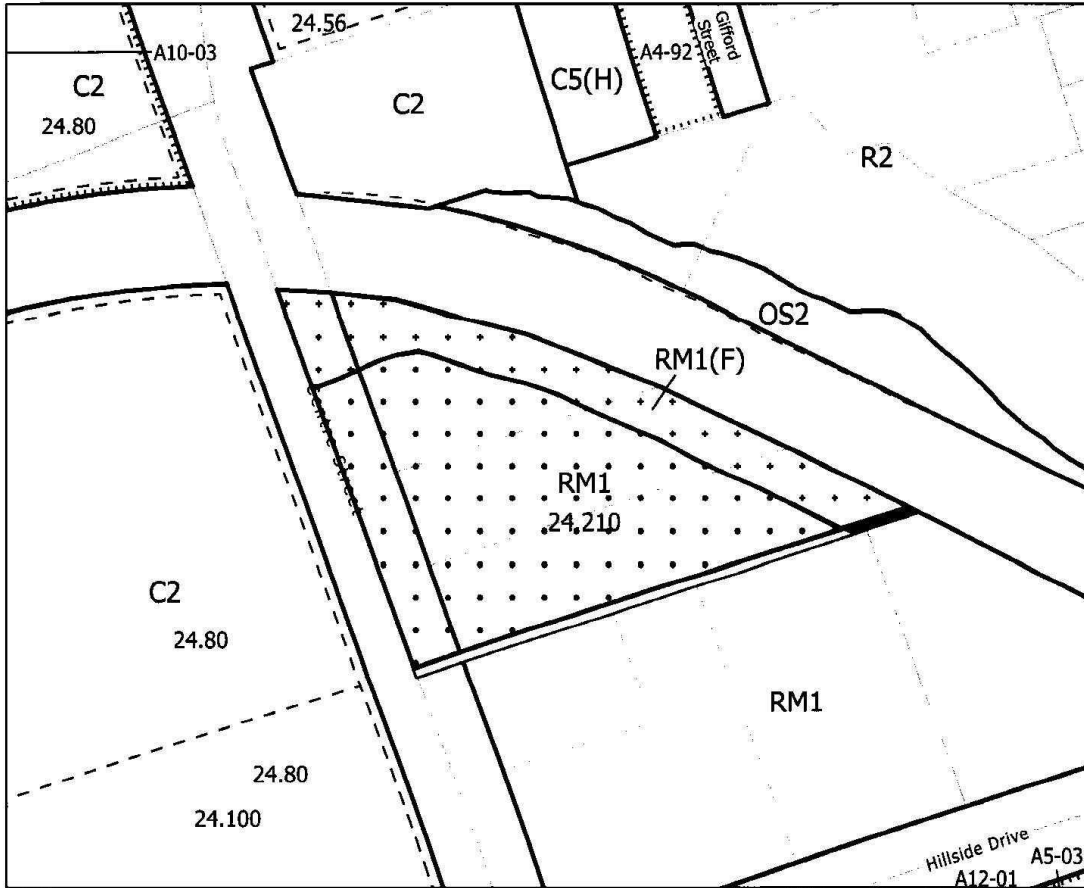 24.56
Gifford
Street
A10-03
A4-92
C2
C5(H)
C2
24.80
R2
OS2
RM1(F)
Centre Street
RM1
24.210
C2
24.80
RM1
24.80
24.100
Hillside Drive
A5-03
A12-01